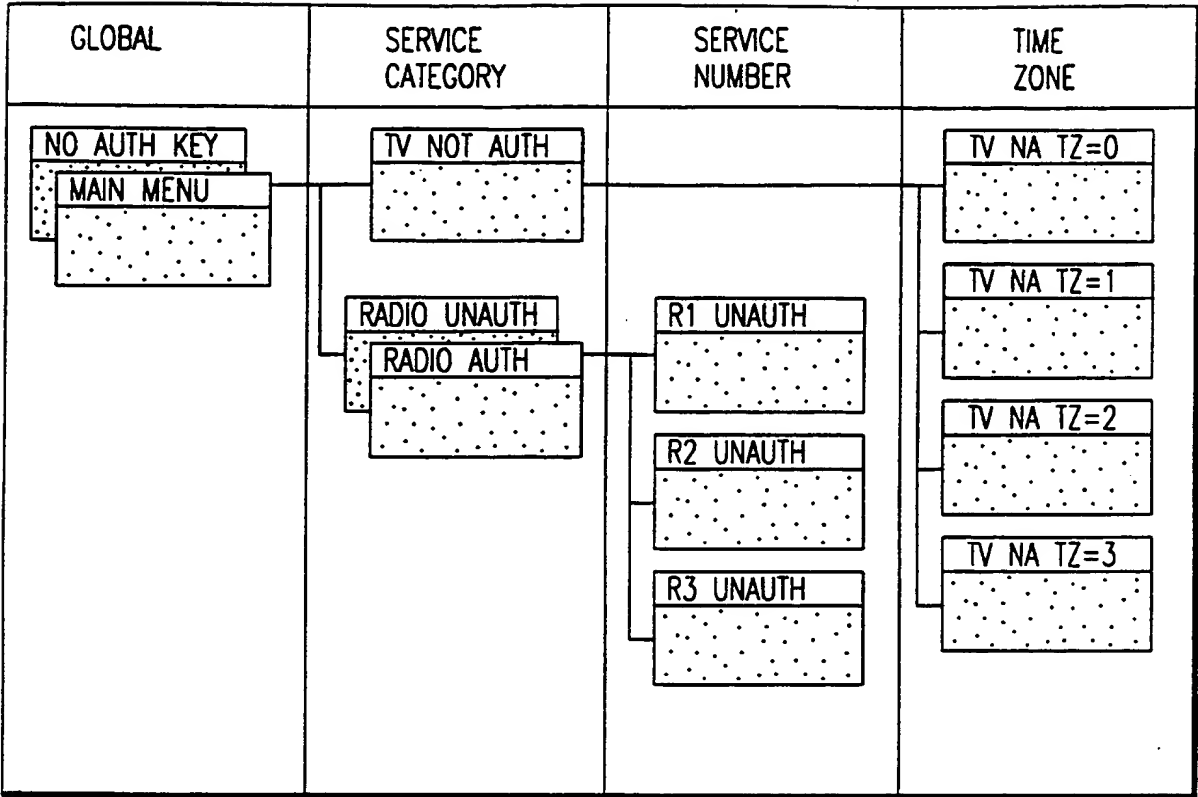 GLOBAL
SERVICE
CATEGORY
SERVICE
NUMBER
TIME
ZONE
NO AUTH KEY
MAIN MENU
TV NOT AUTH
RADIO UNAUTH
RADIO AUTH
R1 UNAUTH
R2 UNAUTH
R3 UNAUTH
TV NA TZ=0
TV NA TZ=1
TV NA TZ=2
TV NA TZ=3